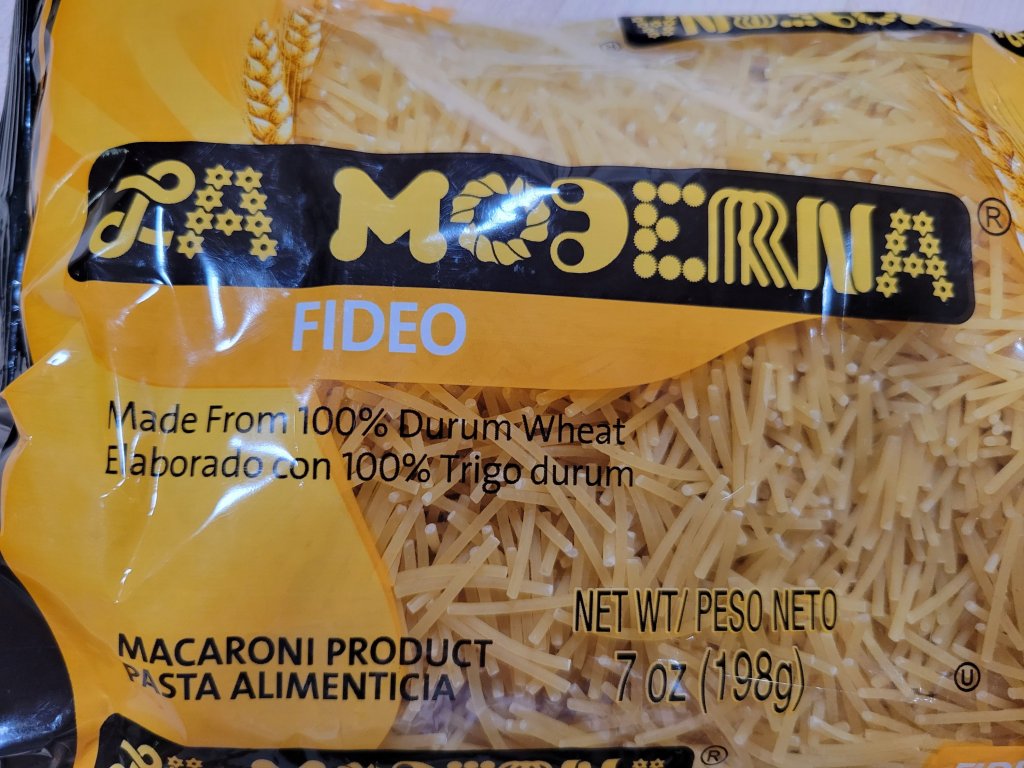 LA MODERNA ®
FIDEO
Made From 100% Durum Wheat
Elaborado con 100% Trigo durum
NET WT/ PESO NETO
7 oz (198g)
MACARONI PRODUCT
PASTA ALIMENTICIA
U
®